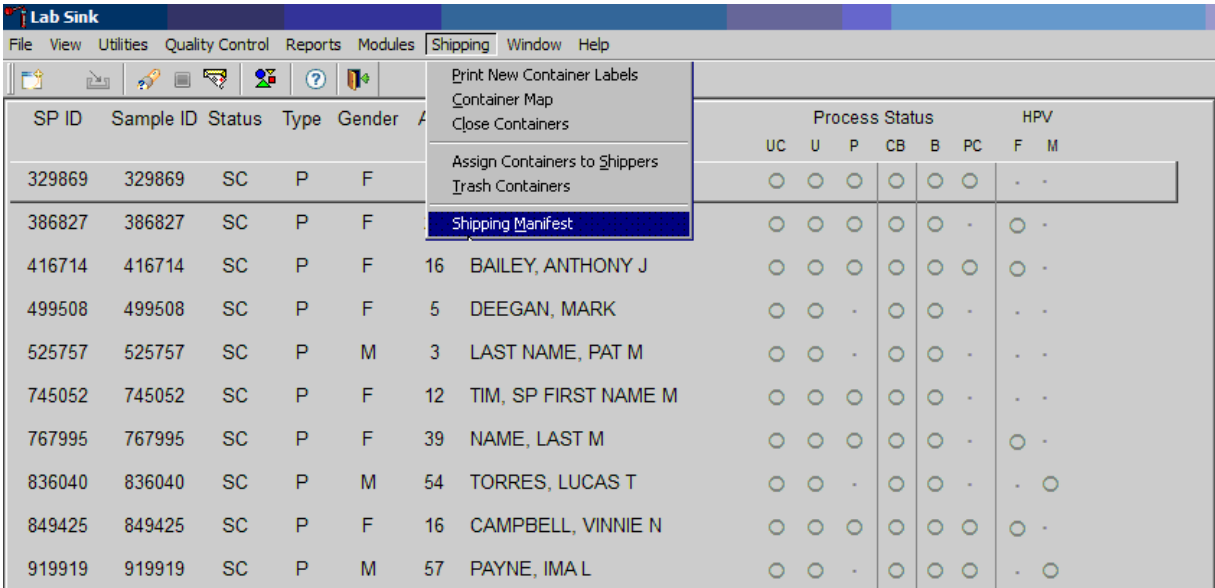 Lab Sink
File View Utilities Quality Control Reports Modules Shipping Window Help
Print New Container Labels
Container Map
Close Containers
Assign Containers to Shippers
Trash Containers
Shipping Manifest
SP ID Sample ID Status Type Gender Process Status HPV
UC U P CB B PC F M
329869 329869 SC P F
386827 386827 SC P F
416714 416714 SC P F 16 BAILEY, ANTHONY J
499508 499508 SC P F 5 DEEGAN, MARK
525757 525757 SC P M 3 LAST NAME, PAT M
745052 745052 SC P F 12 TIM, SP FIRST NAME M
767995 767995 SC P F 39 NAME, LAST M
836040 836040 SC P M 54 TORRES, LUCAS T
849425 849425 SC P F 16 CAMPBELL, VINNIE N
919919 919919 SC P M 57 PAYNE, IMA L